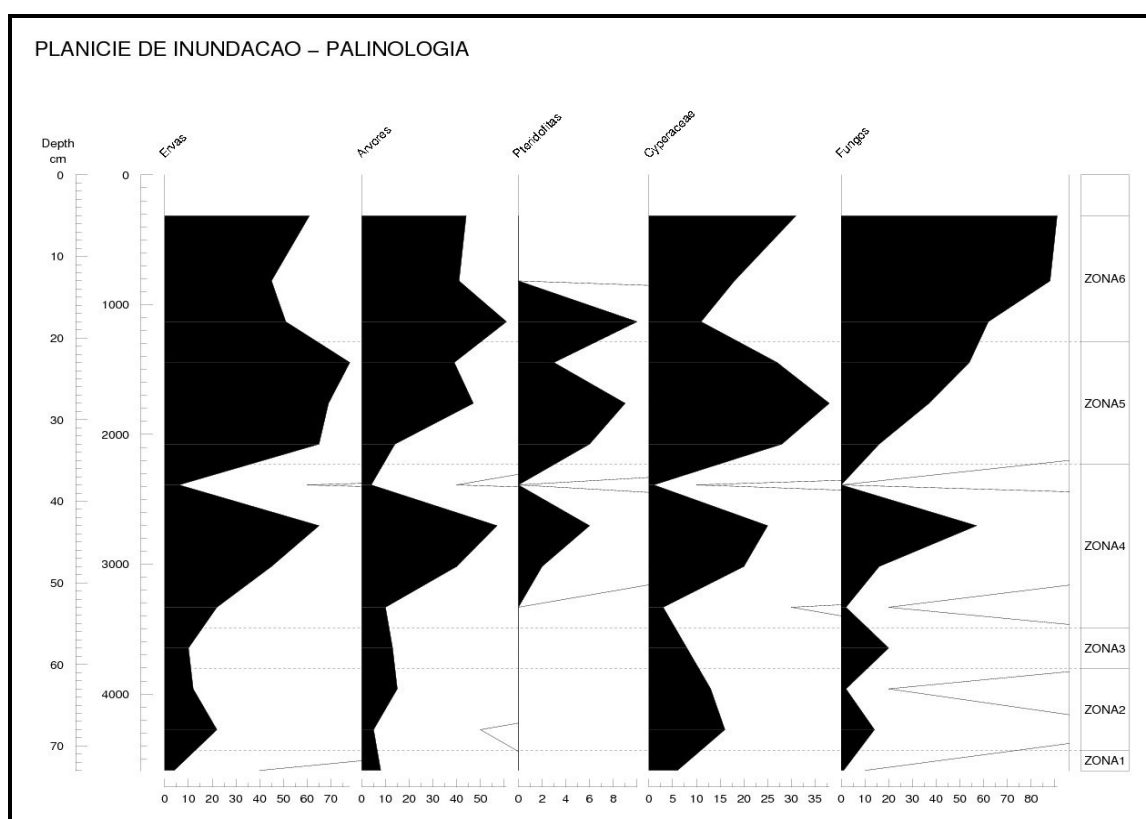 PLANICIE DE INUNDACAO – PALINOLOGIA
Depth
cm
Ervas
Arvores
Pteridofitas
Cyperaceae
Fungos
0
10
20
30
40
50
60
70
0
1000
2000
3000
4000
ZONA6
ZONA5
ZONA4
ZONA3
ZONA2
ZONA1
0 10 20 30 40 50 60 70
0 10 20 30 40 50
0 2 4 6 8
0 5 10 15 20 25 30 35
0 10 20 30 40 50 60 70 80